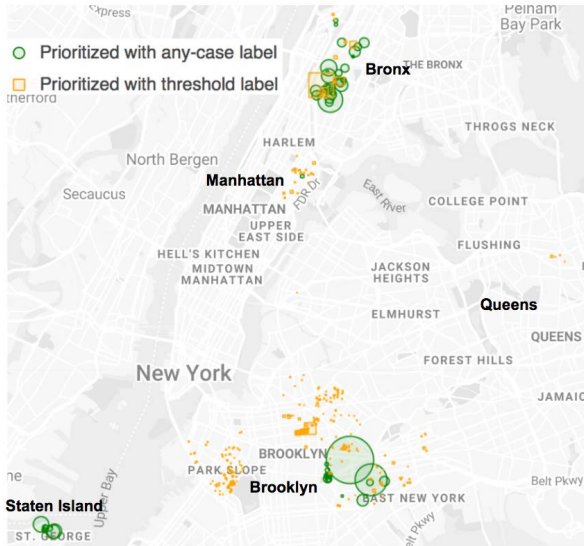 Express
Pelham
Bay Park
Prioritized with any-case label
Bronx
THE BRONX
Prioritized with threshold label
therford
THROGS NECK
HARLEM
North Bergen
Manhattan
Secaucus
FDR Dr
East River
COLLEGE POINT
MANHATTAN
UPPER
EAST SIDE
FLUSHING
HELL'S KITCHEN
MIDTOWN
MANHATTAN
JACKSON
HEIGHTS
Queens
ELMHURST
QUEENS
FOREST HILLS
New York
JAMAIC
BROOKLYN
PARK SLOPE
Brooklyn
Belt Pkwy
EAST NEW YORK
Staten Island
Upper Bay
ne
elt Pkwy
ST. GEORGE